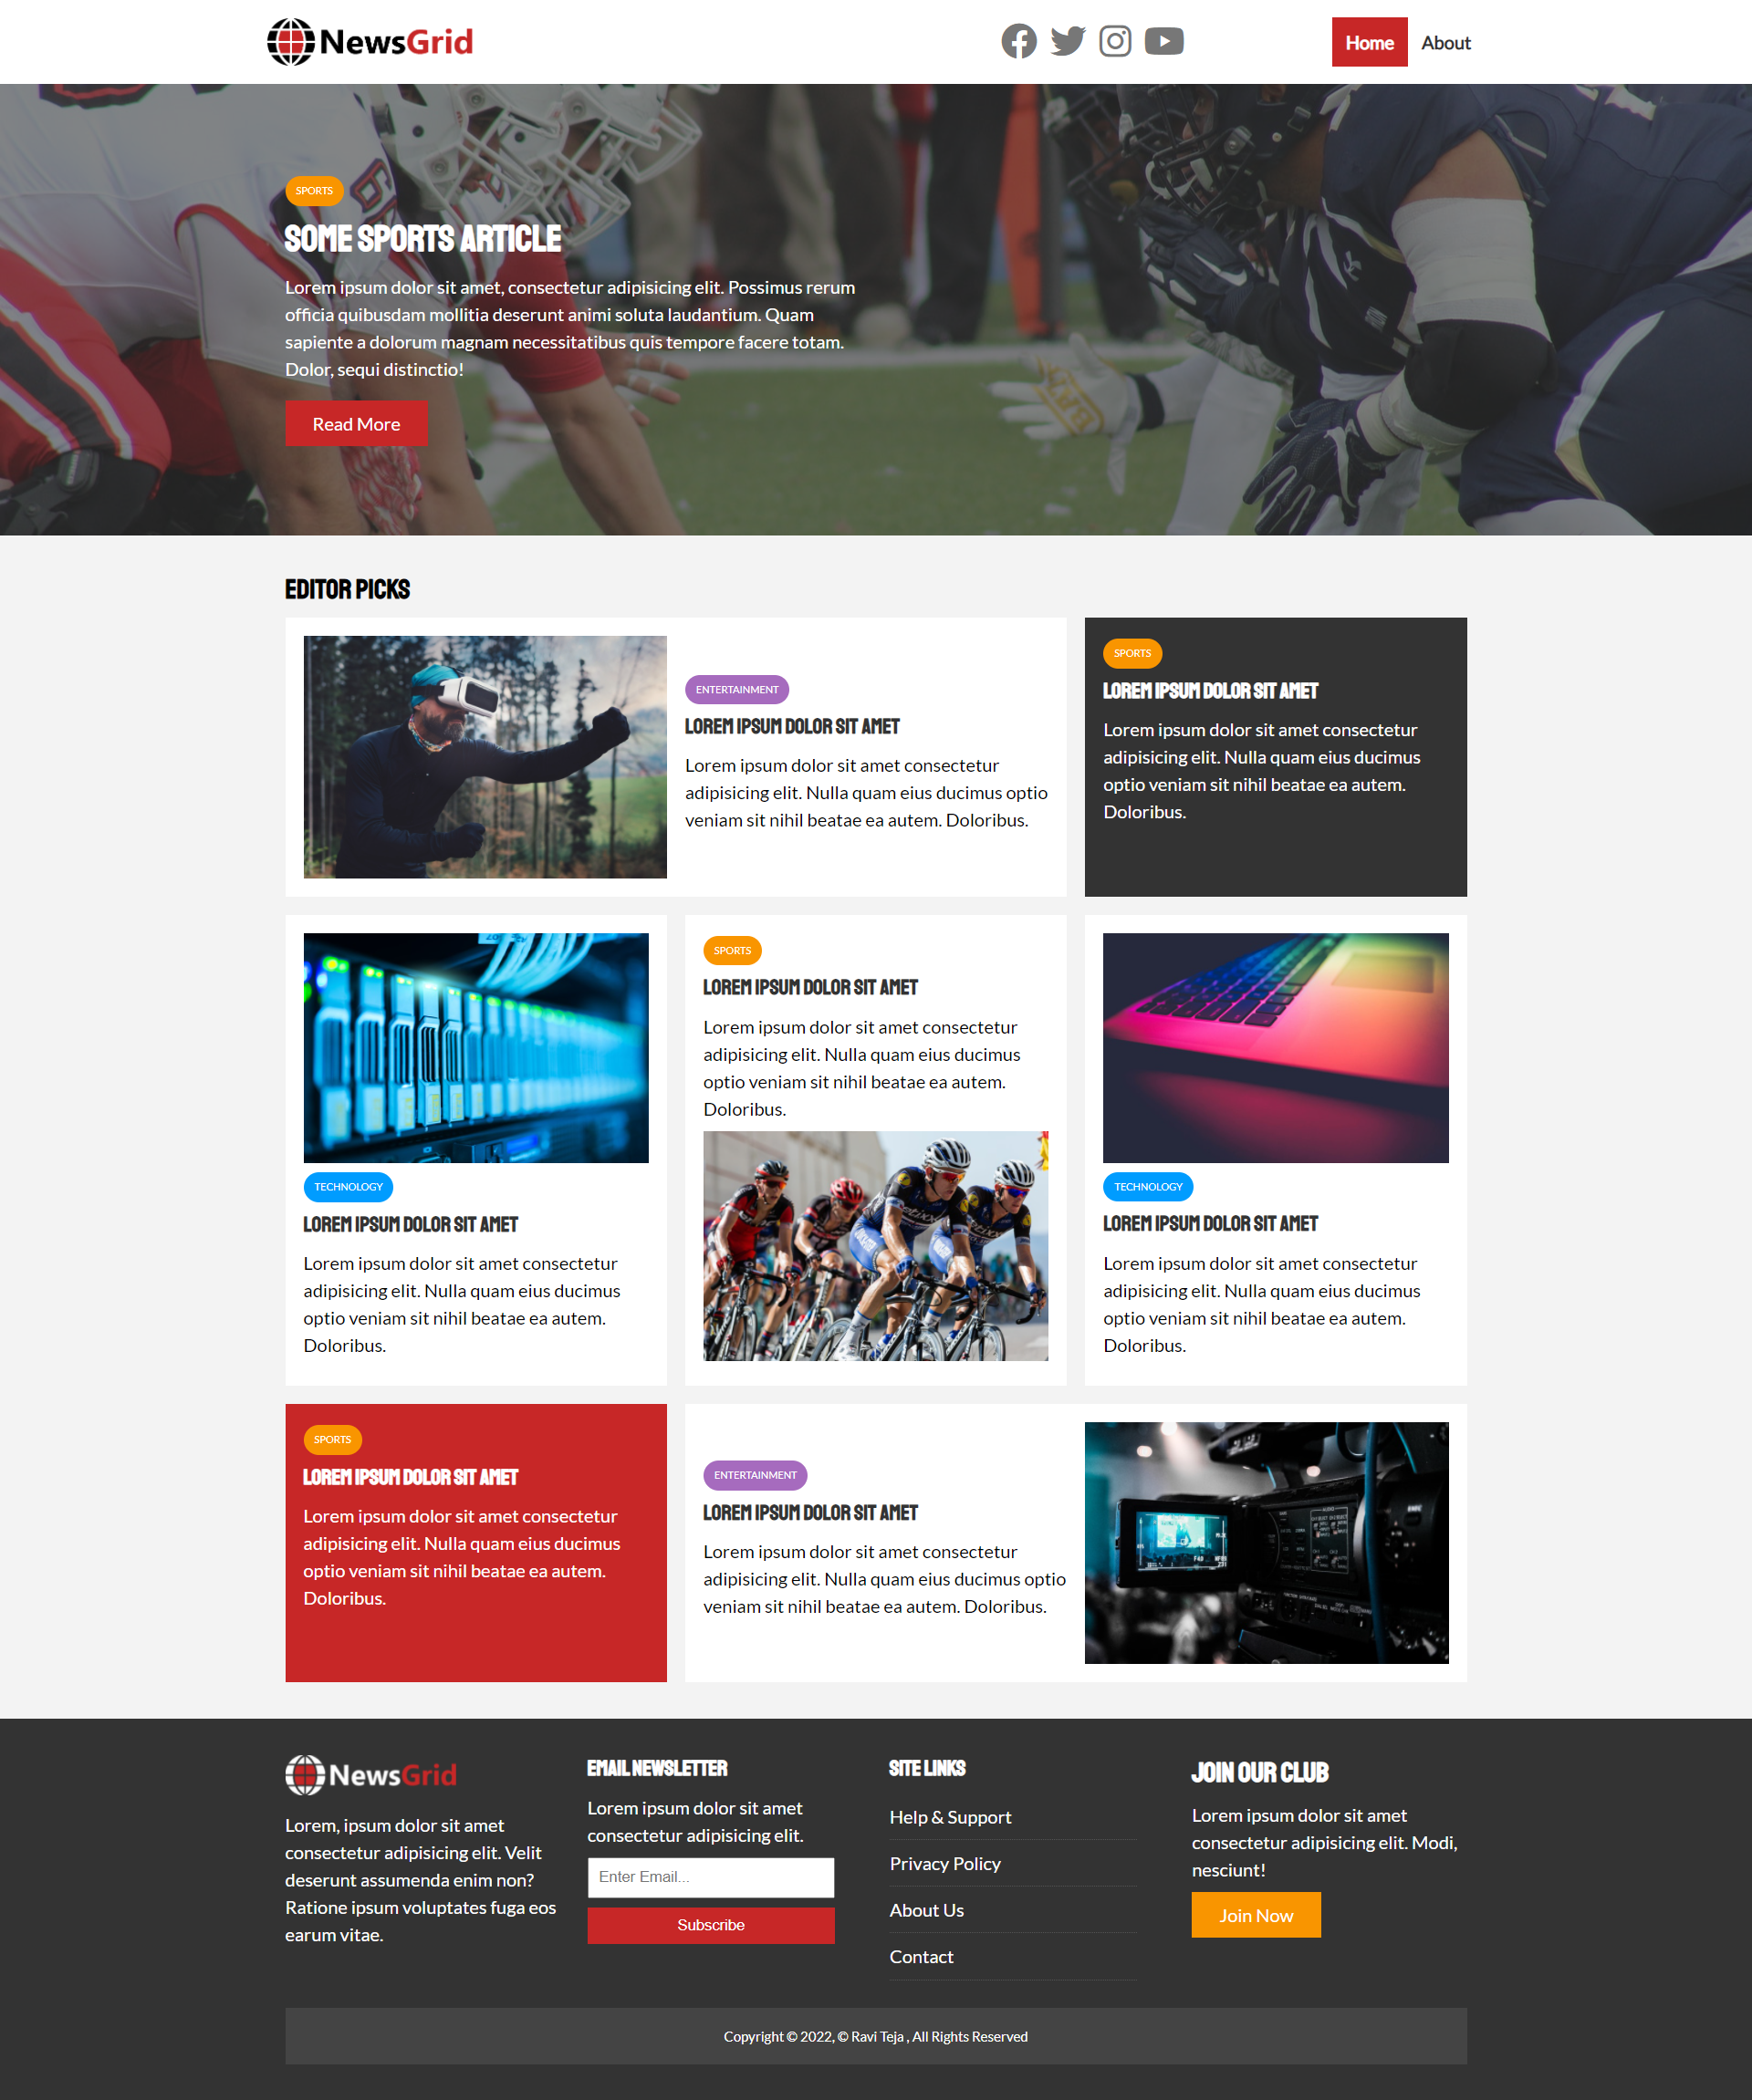 NewsGrid
Home
About
SPORTS
SOME SPORTS ARTICLE
Lorem ipsum dolor sit amet, consectetur adipisicing elit. Possimus rerum
officia quibusdam mollitia deserunt animi soluta laudantium. Quam
sapiente a dolorum magnam necessitatibus quis tempore facere totam.
Dolor, sequi distinctio!
Read More
EDITOR PICKS
ENTERTAINMENT
LOREM IPSUM DOLOR SIT AMET
Lorem ipsum dolor sit amet consectetur
adipisicing elit. Nulla quam eius ducimus optio
veniam sit nihil beatae ea autem. Doloribus.
SPORTS
LOREM IPSUM DOLOR SIT AMET
Lorem ipsum dolor sit amet consectetur
adipisicing elit. Nulla quam eius ducimus
optio veniam sit nihil beatae ea autem.
Doloribus.
TECHNOLOGY
LOREM IPSUM DOLOR SIT AMET
Lorem ipsum dolor sit amet consectetur
adipisicing elit. Nulla quam eius ducimus
optio veniam sit nihil beatae ea autem.
Doloribus.
SPORTS
LOREM IPSUM DOLOR SIT AMET
Lorem ipsum dolor sit amet consectetur
adipisicing elit. Nulla quam eius ducimus
optio veniam sit nihil beatae ea autem.
Doloribus.
TECHNOLOGY
LOREM IPSUM DOLOR SIT AMET
Lorem ipsum dolor sit amet consectetur
adipisicing elit. Nulla quam eius ducimus
optio veniam sit nihil beatae ea autem.
Doloribus.
SPORTS
LOREM IPSUM DOLOR SIT AMET
Lorem ipsum dolor sit amet consectetur
adipisicing elit. Nulla quam eius ducimus
optio veniam sit nihil beatae ea autem.
Doloribus.
ENTERTAINMENT
LOREM IPSUM DOLOR SIT AMET
Lorem ipsum dolor sit amet consectetur
adipisicing elit. Nulla quam eius ducimus optio
veniam sit nihil beatae ea autem. Doloribus.
NewsGrid
Lorem, ipsum dolor sit amet
consectetur adipisicing elit. Velit
deserunt assumenda enim non?
Ratione ipsum voluptates fuga eos
earum vitae.
EMAIL NEWSLETTER
Lorem ipsum dolor sit amet
consectetur adipisicing elit.
Enter Email...
Subscribe
SITE LINKS
Help & Support
Privacy Policy
About Us
Contact
JOIN OUR CLUB
Lorem ipsum dolor sit amet
consectetur adipisicing elit. Modi,
nesciunt!
Join Now
Copyright © 2022, © Ravi Teja , All Rights Reserved